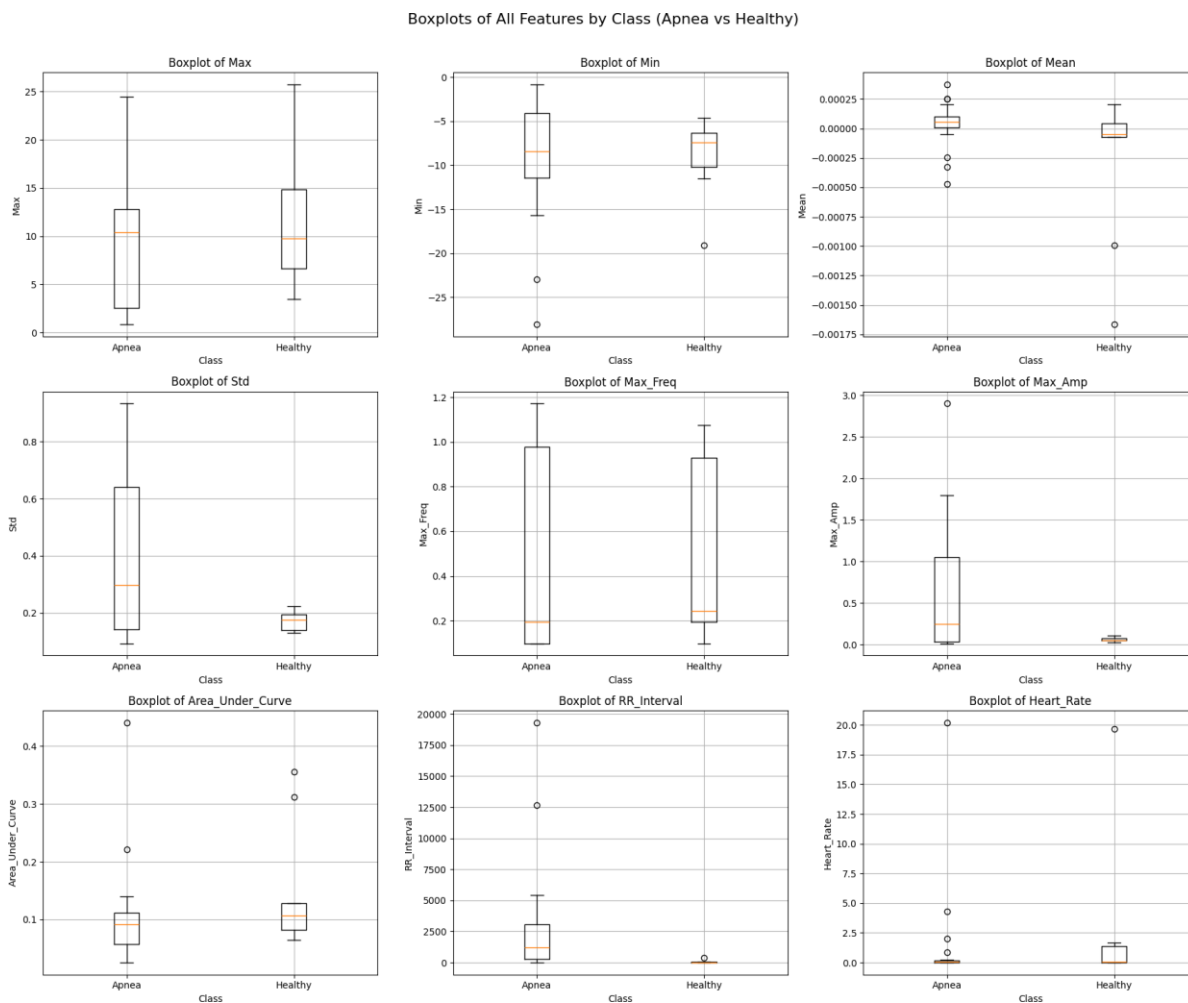 Boxplots of All Features by Class (Apnea vs Healthy)
Boxplot of Max
25
20
15
10
5
0
Max
Apnea
Healthy
Class
Boxplot of Min
0
−5
−10
−15
−20
−25
Min
Apnea
Healthy
Class
Boxplot of Mean
0.00025
0.00000
−0.00025
−0.00050
−0.00075
−0.00100
−0.00125
−0.00150
−0.00175
Mean
Apnea
Healthy
Class
Boxplot of Std
0.8
0.6
0.4
0.2
Std
Apnea
Healthy
Class
Boxplot of Max_Freq
1.2
1.0
0.8
0.6
0.4
0.2
Max_Freq
Apnea
Healthy
Class
Boxplot of Max_Amp
3.0
2.5
2.0
1.5
1.0
0.5
0.0
Max_Amp
Apnea
Healthy
Class
Boxplot of Area_Under_Curve
0.4
0.3
0.2
0.1
Area_Under_Curve
Apnea
Healthy
Class
Boxplot of RR_Interval
20000
17500
15000
12500
10000
7500
5000
2500
0
RR_Interval
Apnea
Healthy
Class
Boxplot of Heart_Rate
20.0
17.5
15.0
12.5
10.0
7.5
5.0
2.5
0.0
Heart_Rate
Apnea
Healthy
Class